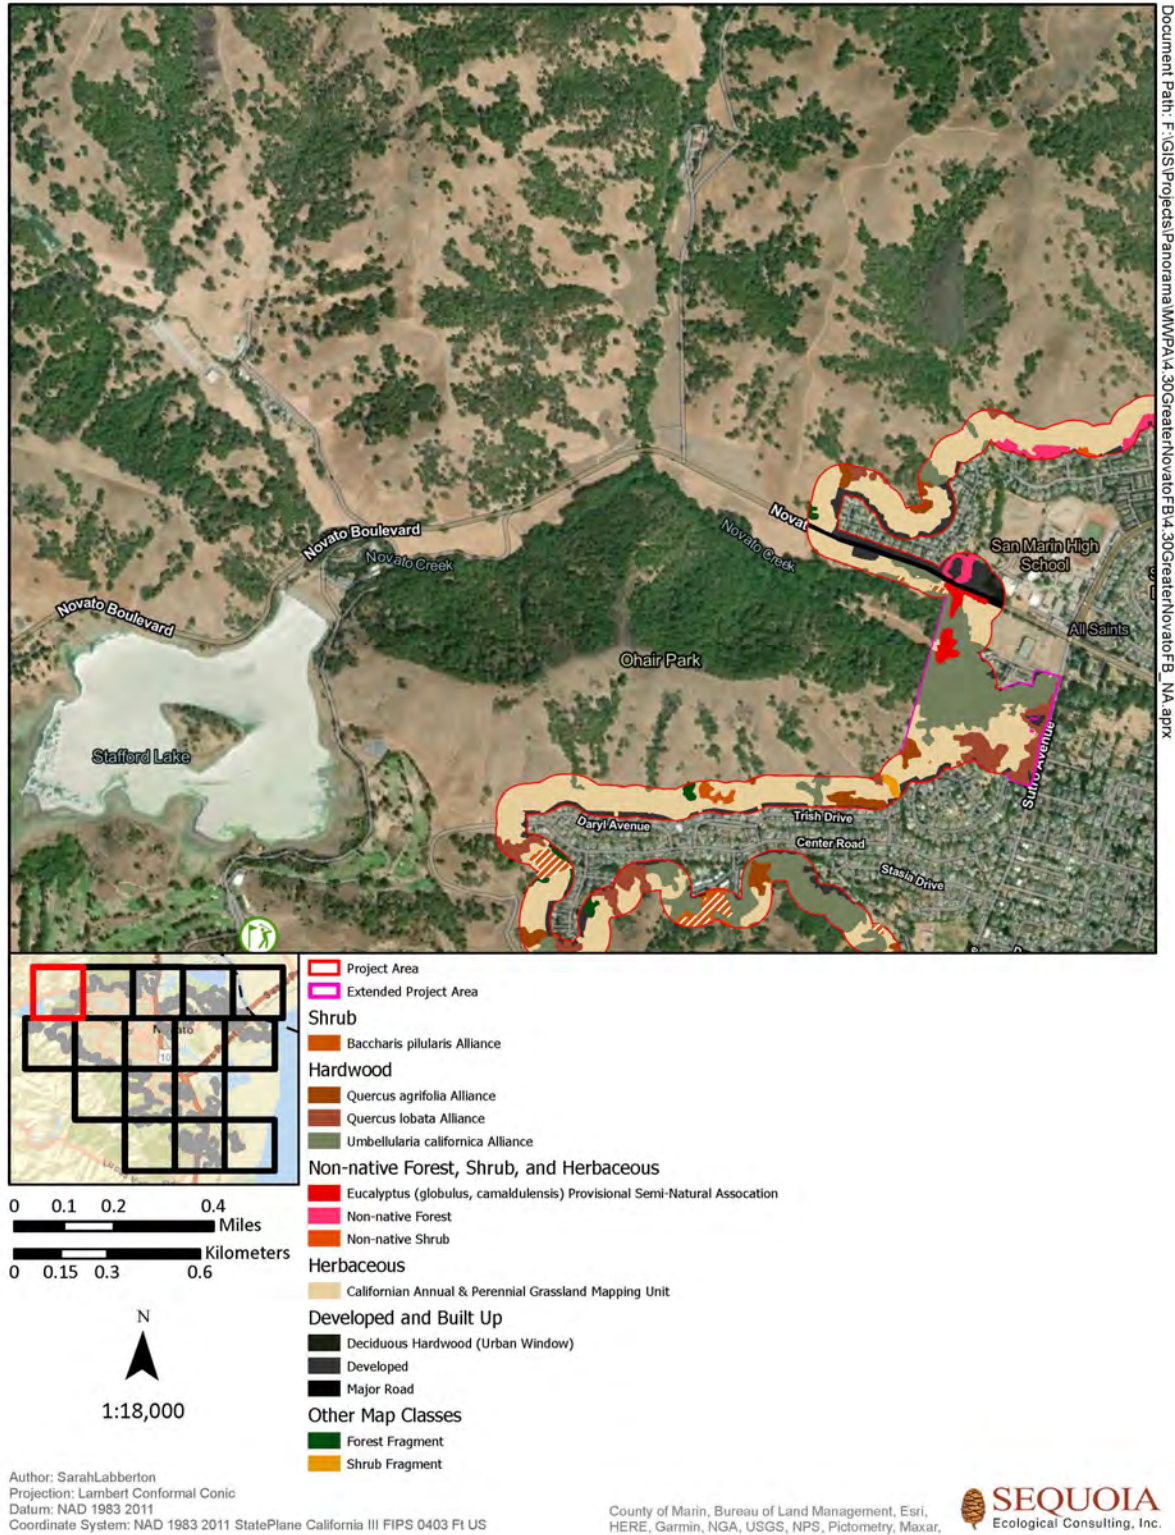 Document Path: F:\GIS\Projects\Panorama\MWPA\4.30GreaterNovatoFB\4.30GreaterNovatoFB_NA.aprx
San Marin High
School
Novat
Novato Creek
Novato Boulevard
Novato Creek
Novato Boulevard
All Saints
Ohair Park
Stafford Lake
Sutro Avenue
Daryl Avenue
Trish Drive
Center Road
Stasia Drive
Novato
10
Project Area
Extended Project Area
Shrub
Baccharis pilularis Alliance
Hardwood
Quercus agrifolia Alliance
Quercus lobata Alliance
Umbellularia californica Alliance
Non-native Forest, Shrub, and Herbaceous
Eucalyptus (globulus, camaldulensis) Provisional Semi-Natural Assocation
Non-native Forest
Non-native Shrub
Herbaceous
Californian Annual & Perennial Grassland Mapping Unit
Developed and Built Up
Deciduous Hardwood (Urban Window)
Developed
Major Road
Other Map Classes
Forest Fragment
Shrub Fragment
0 0.1 0.2 0.4
Miles
Kilometers
0 0.15 0.3 0.6
N
1:18,000
Author: SarahLabberton
Projection: Lambert Conformal Conic
Datum: NAD 1983 2011
Coordinate System: NAD 1983 2011 StatePlane California III FIPS 0403 Ft US
County of Marin, Bureau of Land Management, Esri,
HERE, Garmin, NGA, USGS, NPS, Pictometry, Maxar,
SEQUOIA
Ecological Consulting, Inc.